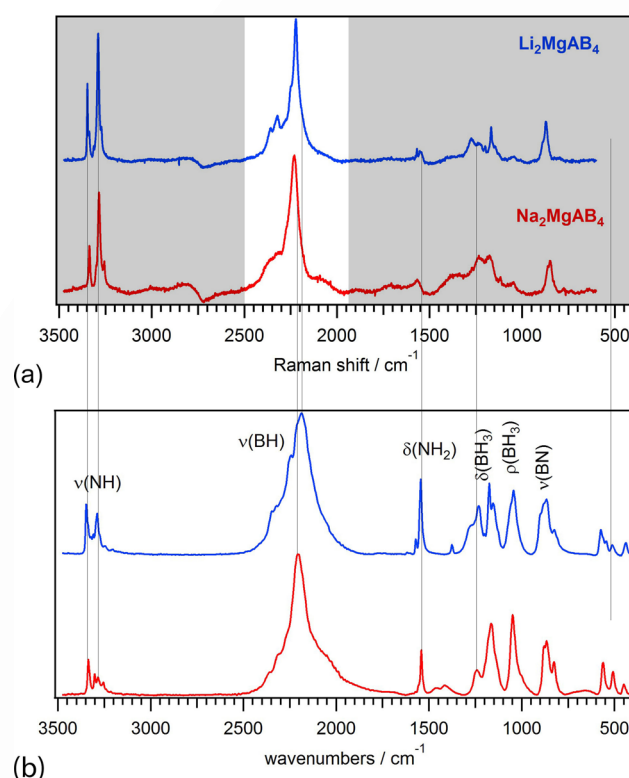 Li₂MgAB₄
Na₂MgAB₄
3500 3000 2500 2000 1500 1000 500
Raman shift / cm⁻¹
(a)
ν(NH)
ν(BH)
δ(NH₂)
δ(BH₃)
ρ(BH₃)
ν(BN)
3500 3000 2500 2000 1500 1000 500
wavenumbers / cm⁻¹
(b)